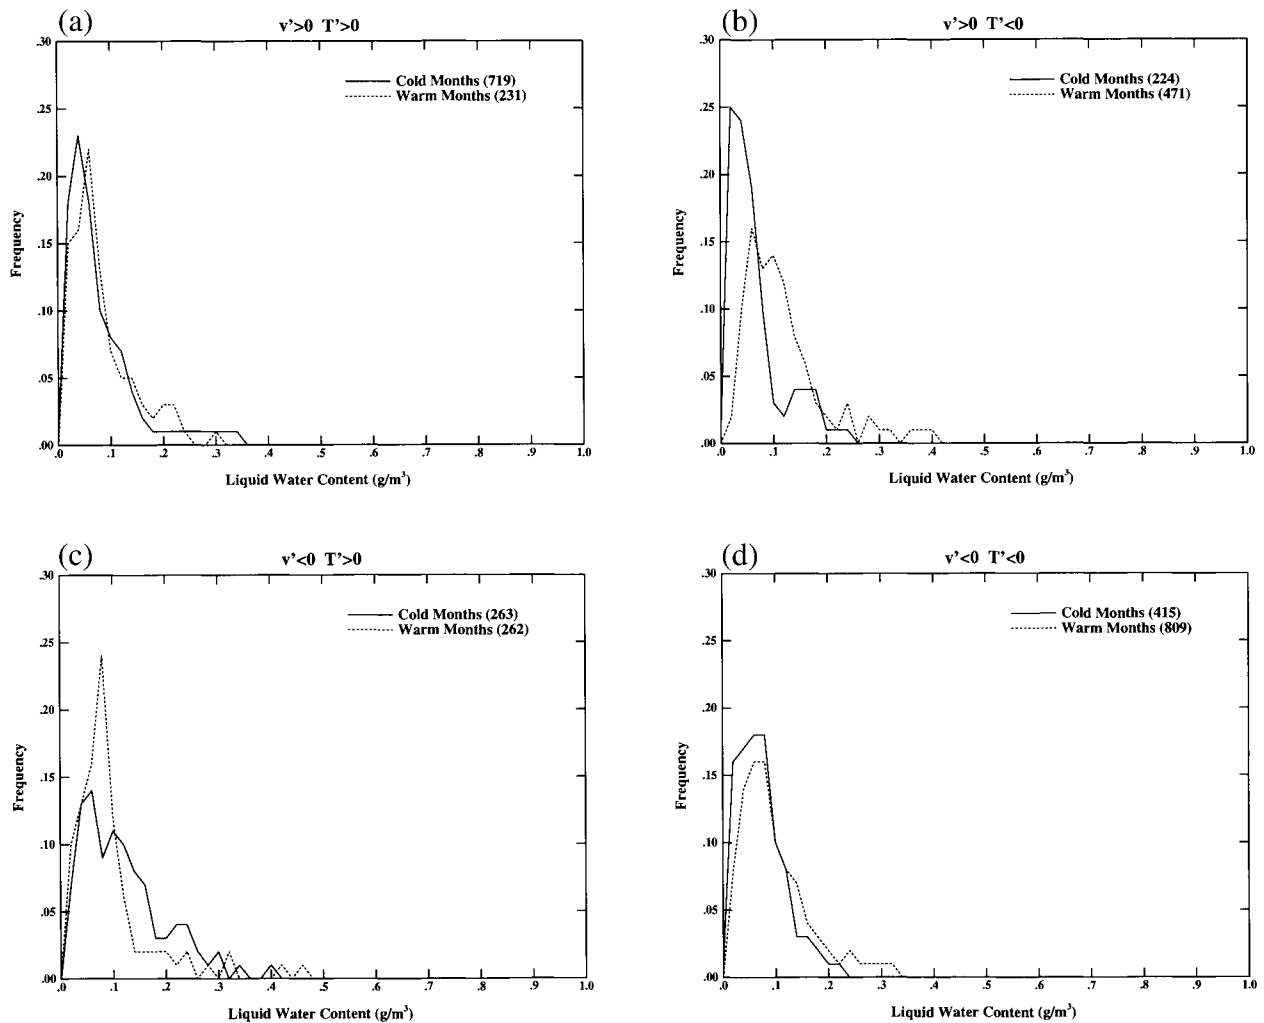 (a)
v'>0 T'>0
.30
.25
.20
.15
.10
.05
.00
Frequency
Cold Months (719)
Warm Months (231)
.0 .1 .2 .3 .4 .5 .6 .7 .8 .9 1.0
Liquid Water Content (g/m³)
(b)
v'>0 T'<0
.30
.25
.20
.15
.10
.05
.00
Frequency
Cold Months (224)
Warm Months (471)
.0 .1 .2 .3 .4 .5 .6 .7 .8 .9 1.0
Liquid Water Content (g/m³)
(c)
v'<0 T'>0
.30
.25
.20
.15
.10
.05
.00
Frequency
Cold Months (263)
Warm Months (262)
.0 .1 .2 .3 .4 .5 .6 .7 .8 .9 1.0
Liquid Water Content (g/m³)
(d)
v'<0 T'<0
.30
.25
.20
.15
.10
.05
.00
Frequency
Cold Months (415)
Warm Months (809)
.0 .1 .2 .3 .4 .5 .6 .7 .8 .9 1.0
Liquid Water Content (g/m³)